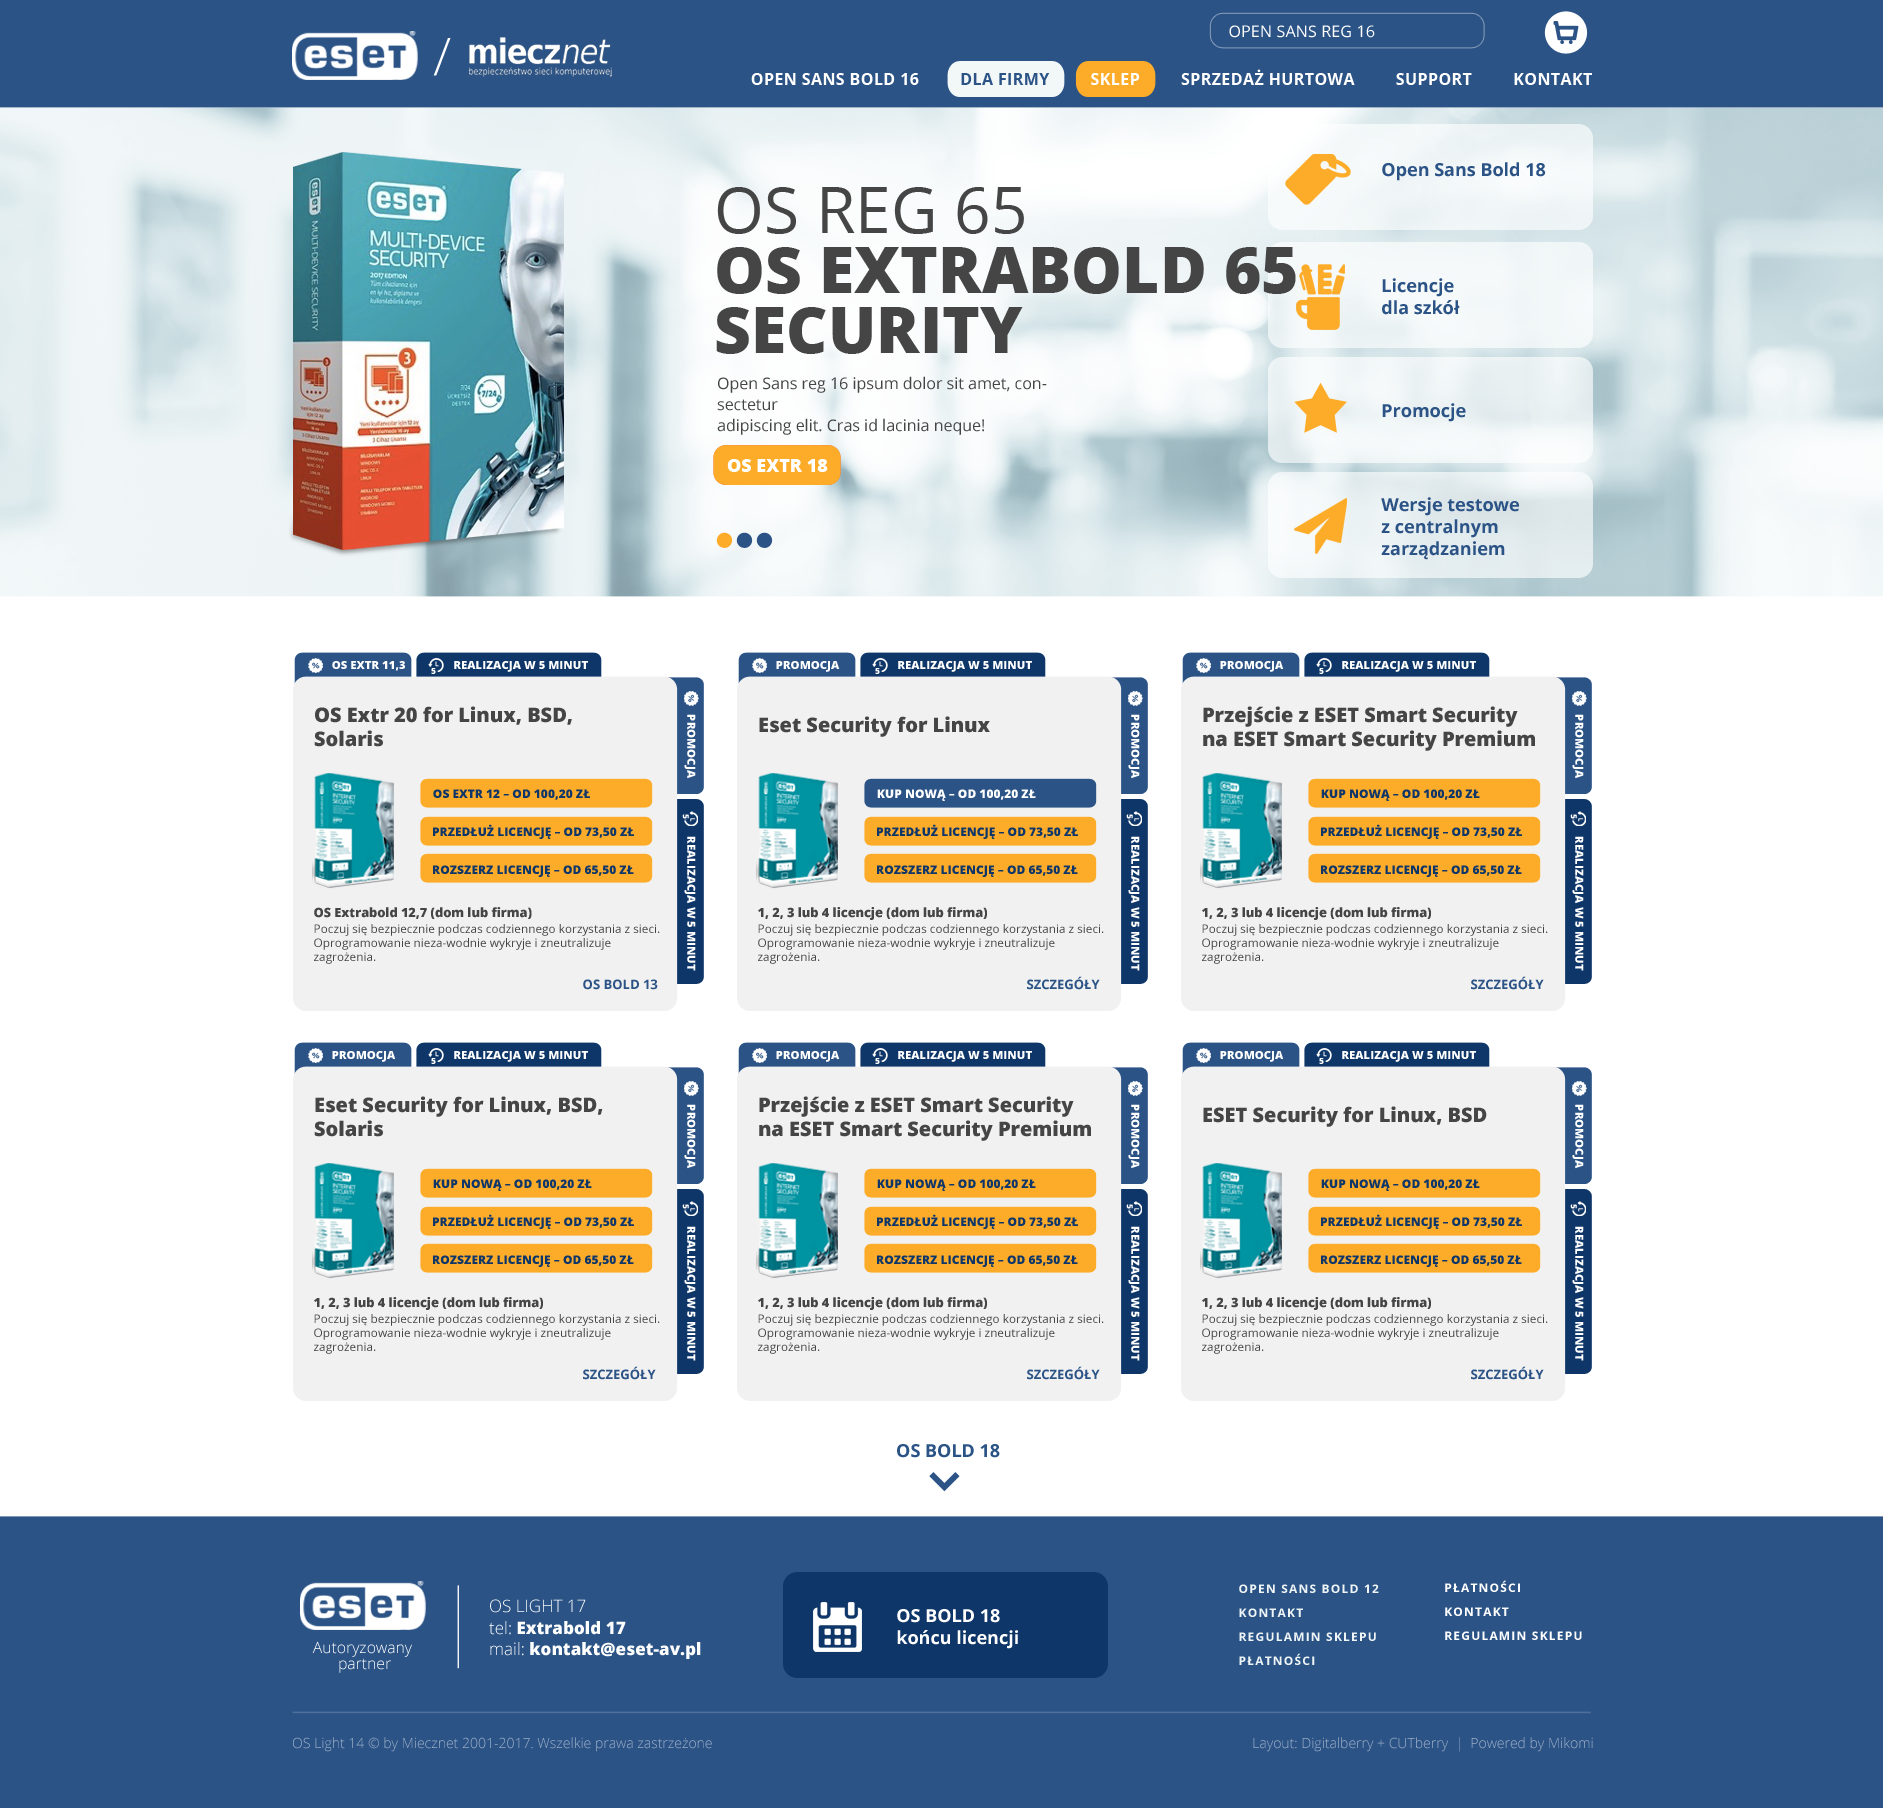 eset / miecznet
bezpieczeństwo sieci komputerowej
OPEN SANS REG 16
OPEN SANS BOLD 16
DLA FIRMY
SKLEP
SPRZEDAŻ HURTOWA
SUPPORT
KONTAKT
eset
MULTI-DEVICE SECURITY
eset
MULTI-DEVICE
SECURITY
2017 EDITION
3
7/24
OS REG 65
OS EXTRABOLD 65
SECURITY
Open Sans reg 16 ipsum dolor sit amet, con-
sectetur
adipiscing elit. Cras id lacinia neque!
OS EXTR 18
Open Sans Bold 18
Licencje
dla szkół
Promocje
Wersje testowe
z centralnym
zarządzaniem
OS EXTR 11,3
REALIZACJA W 5 MINUT
OS Extr 20 for Linux, BSD,
Solaris
OS EXTR 12 – OD 100,20 ZŁ
PRZEDŁUŻ LICENCJĘ – OD 73,50 ZŁ
ROZSZERZ LICENCJĘ – OD 65,50 ZŁ
OS Extrabold 12,7 (dom lub firma)
Poczuj się bezpiecznie podczas codziennego korzystania z sieci.
Oprogramowanie nieza-wodnie wykryje i zneutralizuje
zagrożenia.
OS BOLD 13
PROMOCJA
REALIZACJA W 5 MINUT
PROMOCJA
REALIZACJA W 5 MINUT
Eset Security for Linux
KUP NOWĄ – OD 100,20 ZŁ
PRZEDŁUŻ LICENCJĘ – OD 73,50 ZŁ
ROZSZERZ LICENCJĘ – OD 65,50 ZŁ
1, 2, 3 lub 4 licencje (dom lub firma)
Poczuj się bezpiecznie podczas codziennego korzystania z sieci.
Oprogramowanie nieza-wodnie wykryje i zneutralizuje
zagrożenia.
SZCZEGÓŁY
PROMOCJA
REALIZACJA W 5 MINUT
PROMOCJA
REALIZACJA W 5 MINUT
Przejście z ESET Smart Security
na ESET Smart Security Premium
KUP NOWĄ – OD 100,20 ZŁ
PRZEDŁUŻ LICENCJĘ – OD 73,50 ZŁ
ROZSZERZ LICENCJĘ – OD 65,50 ZŁ
1, 2, 3 lub 4 licencje (dom lub firma)
Poczuj się bezpiecznie podczas codziennego korzystania z sieci.
Oprogramowanie nieza-wodnie wykryje i zneutralizuje
zagrożenia.
SZCZEGÓŁY
PROMOCJA
REALIZACJA W 5 MINUT
PROMOCJA
REALIZACJA W 5 MINUT
Eset Security for Linux, BSD,
Solaris
KUP NOWĄ – OD 100,20 ZŁ
PRZEDŁUŻ LICENCJĘ – OD 73,50 ZŁ
ROZSZERZ LICENCJĘ – OD 65,50 ZŁ
1, 2, 3 lub 4 licencje (dom lub firma)
Poczuj się bezpiecznie podczas codziennego korzystania z sieci.
Oprogramowanie nieza-wodnie wykryje i zneutralizuje
zagrożenia.
SZCZEGÓŁY
PROMOCJA
REALIZACJA W 5 MINUT
PROMOCJA
REALIZACJA W 5 MINUT
Przejście z ESET Smart Security
na ESET Smart Security Premium
KUP NOWĄ – OD 100,20 ZŁ
PRZEDŁUŻ LICENCJĘ – OD 73,50 ZŁ
ROZSZERZ LICENCJĘ – OD 65,50 ZŁ
1, 2, 3 lub 4 licencje (dom lub firma)
Poczuj się bezpiecznie podczas codziennego korzystania z sieci.
Oprogramowanie nieza-wodnie wykryje i zneutralizuje
zagrożenia.
SZCZEGÓŁY
PROMOCJA
REALIZACJA W 5 MINUT
PROMOCJA
REALIZACJA W 5 MINUT
ESET Security for Linux, BSD
KUP NOWĄ – OD 100,20 ZŁ
PRZEDŁUŻ LICENCJĘ – OD 73,50 ZŁ
ROZSZERZ LICENCJĘ – OD 65,50 ZŁ
1, 2, 3 lub 4 licencje (dom lub firma)
Poczuj się bezpiecznie podczas codziennego korzystania z sieci.
Oprogramowanie nieza-wodnie wykryje i zneutralizuje
zagrożenia.
SZCZEGÓŁY
PROMOCJA
REALIZACJA W 5 MINUT
OS BOLD 18
eset
Autoryzowany
partner
OS LIGHT 17
tel: Extrabold 17
mail: kontakt@eset-av.pl
OS BOLD 18
końcu licencji
OPEN SANS BOLD 12
KONTAKT
REGULAMIN SKLEPU
PŁATNOŚCI
PŁATNOŚCI
KONTAKT
REGULAMIN SKLEPU
OS Light 14 © by Miecznet 2001-2017. Wszelkie prawa zastrzeżone
Layout: Digitalberry + CUTberry | Powered by Mikomi